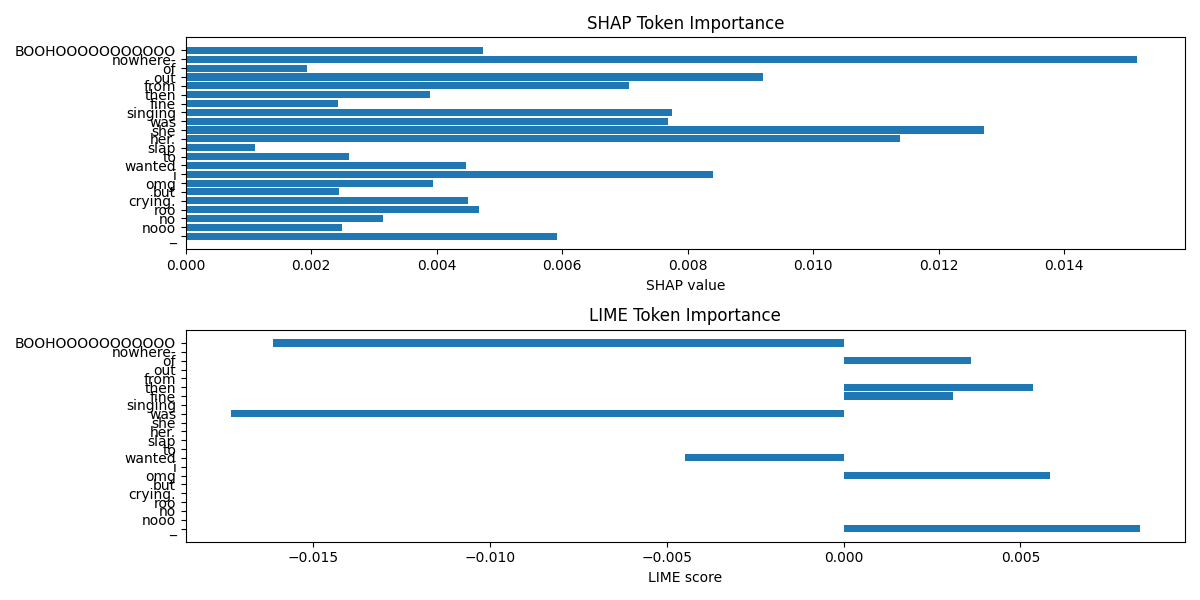 SHAP Token Importance
BOOHOOOOOOOOOOO
nowhere-
of
out
from
then
fine
singing
was
she
her.
slap
to
wanted
i
omg
but
crying.
roo
no
nooo
_
0.000 0.002 0.004 0.006 0.008 0.010 0.012 0.014
SHAP value
LIME Token Importance
BOOHOOOOOOOOOOO
nowhere-
of
out
from
then
fine
singing
was
she
her.
slap
to
wanted
i
omg
but
crying.
roo
no
nooo
_
−0.015 −0.010 −0.005 0.000 0.005
LIME score